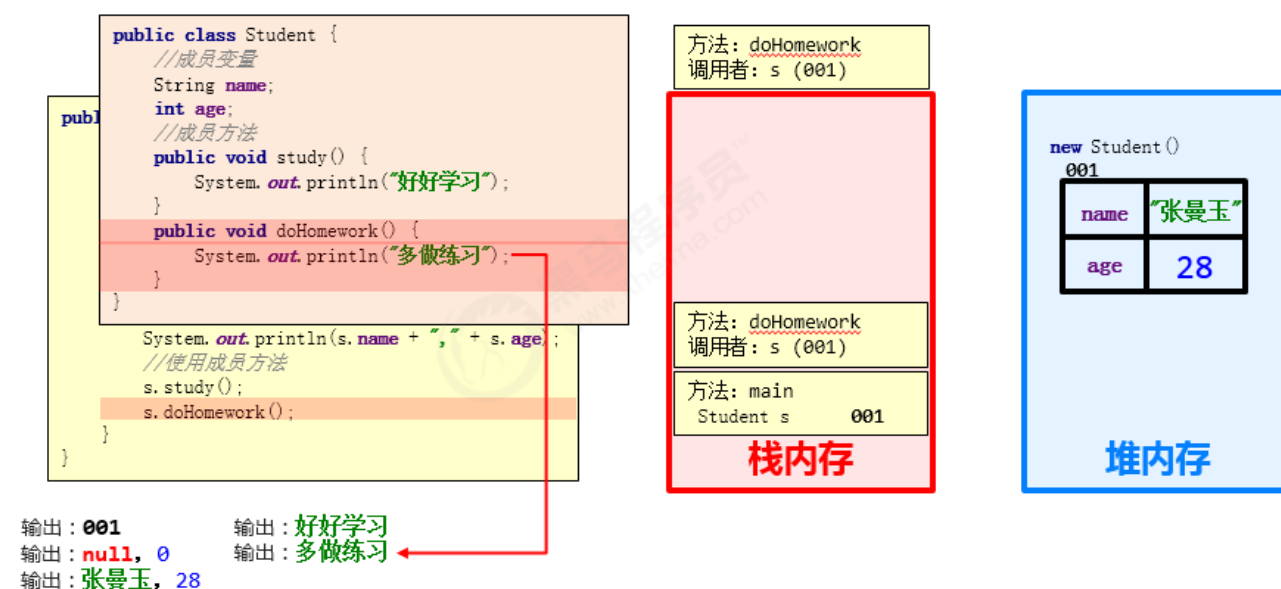 public class Student {
//成员变量
String name;
int age;
//成员方法
public void study() {
System.out.println("好好学习");
}
public void doHomework() {
System.out.println("多做练习");
}
}
publ
System.out.println(s.name + "," + s.age);
//使用成员方法
s.study();
s.doHomework();
}
}
输出：001
输出：null，0
输出：张曼玉，28
输出：好好学习
输出：多做练习
方法：doHomework
调用者：s (001)
方法：doHomework
调用者：s (001)
方法：main
Student s 001
栈内存
new Student()
001
name "张曼玉"
age 28
堆内存
黑马程序员